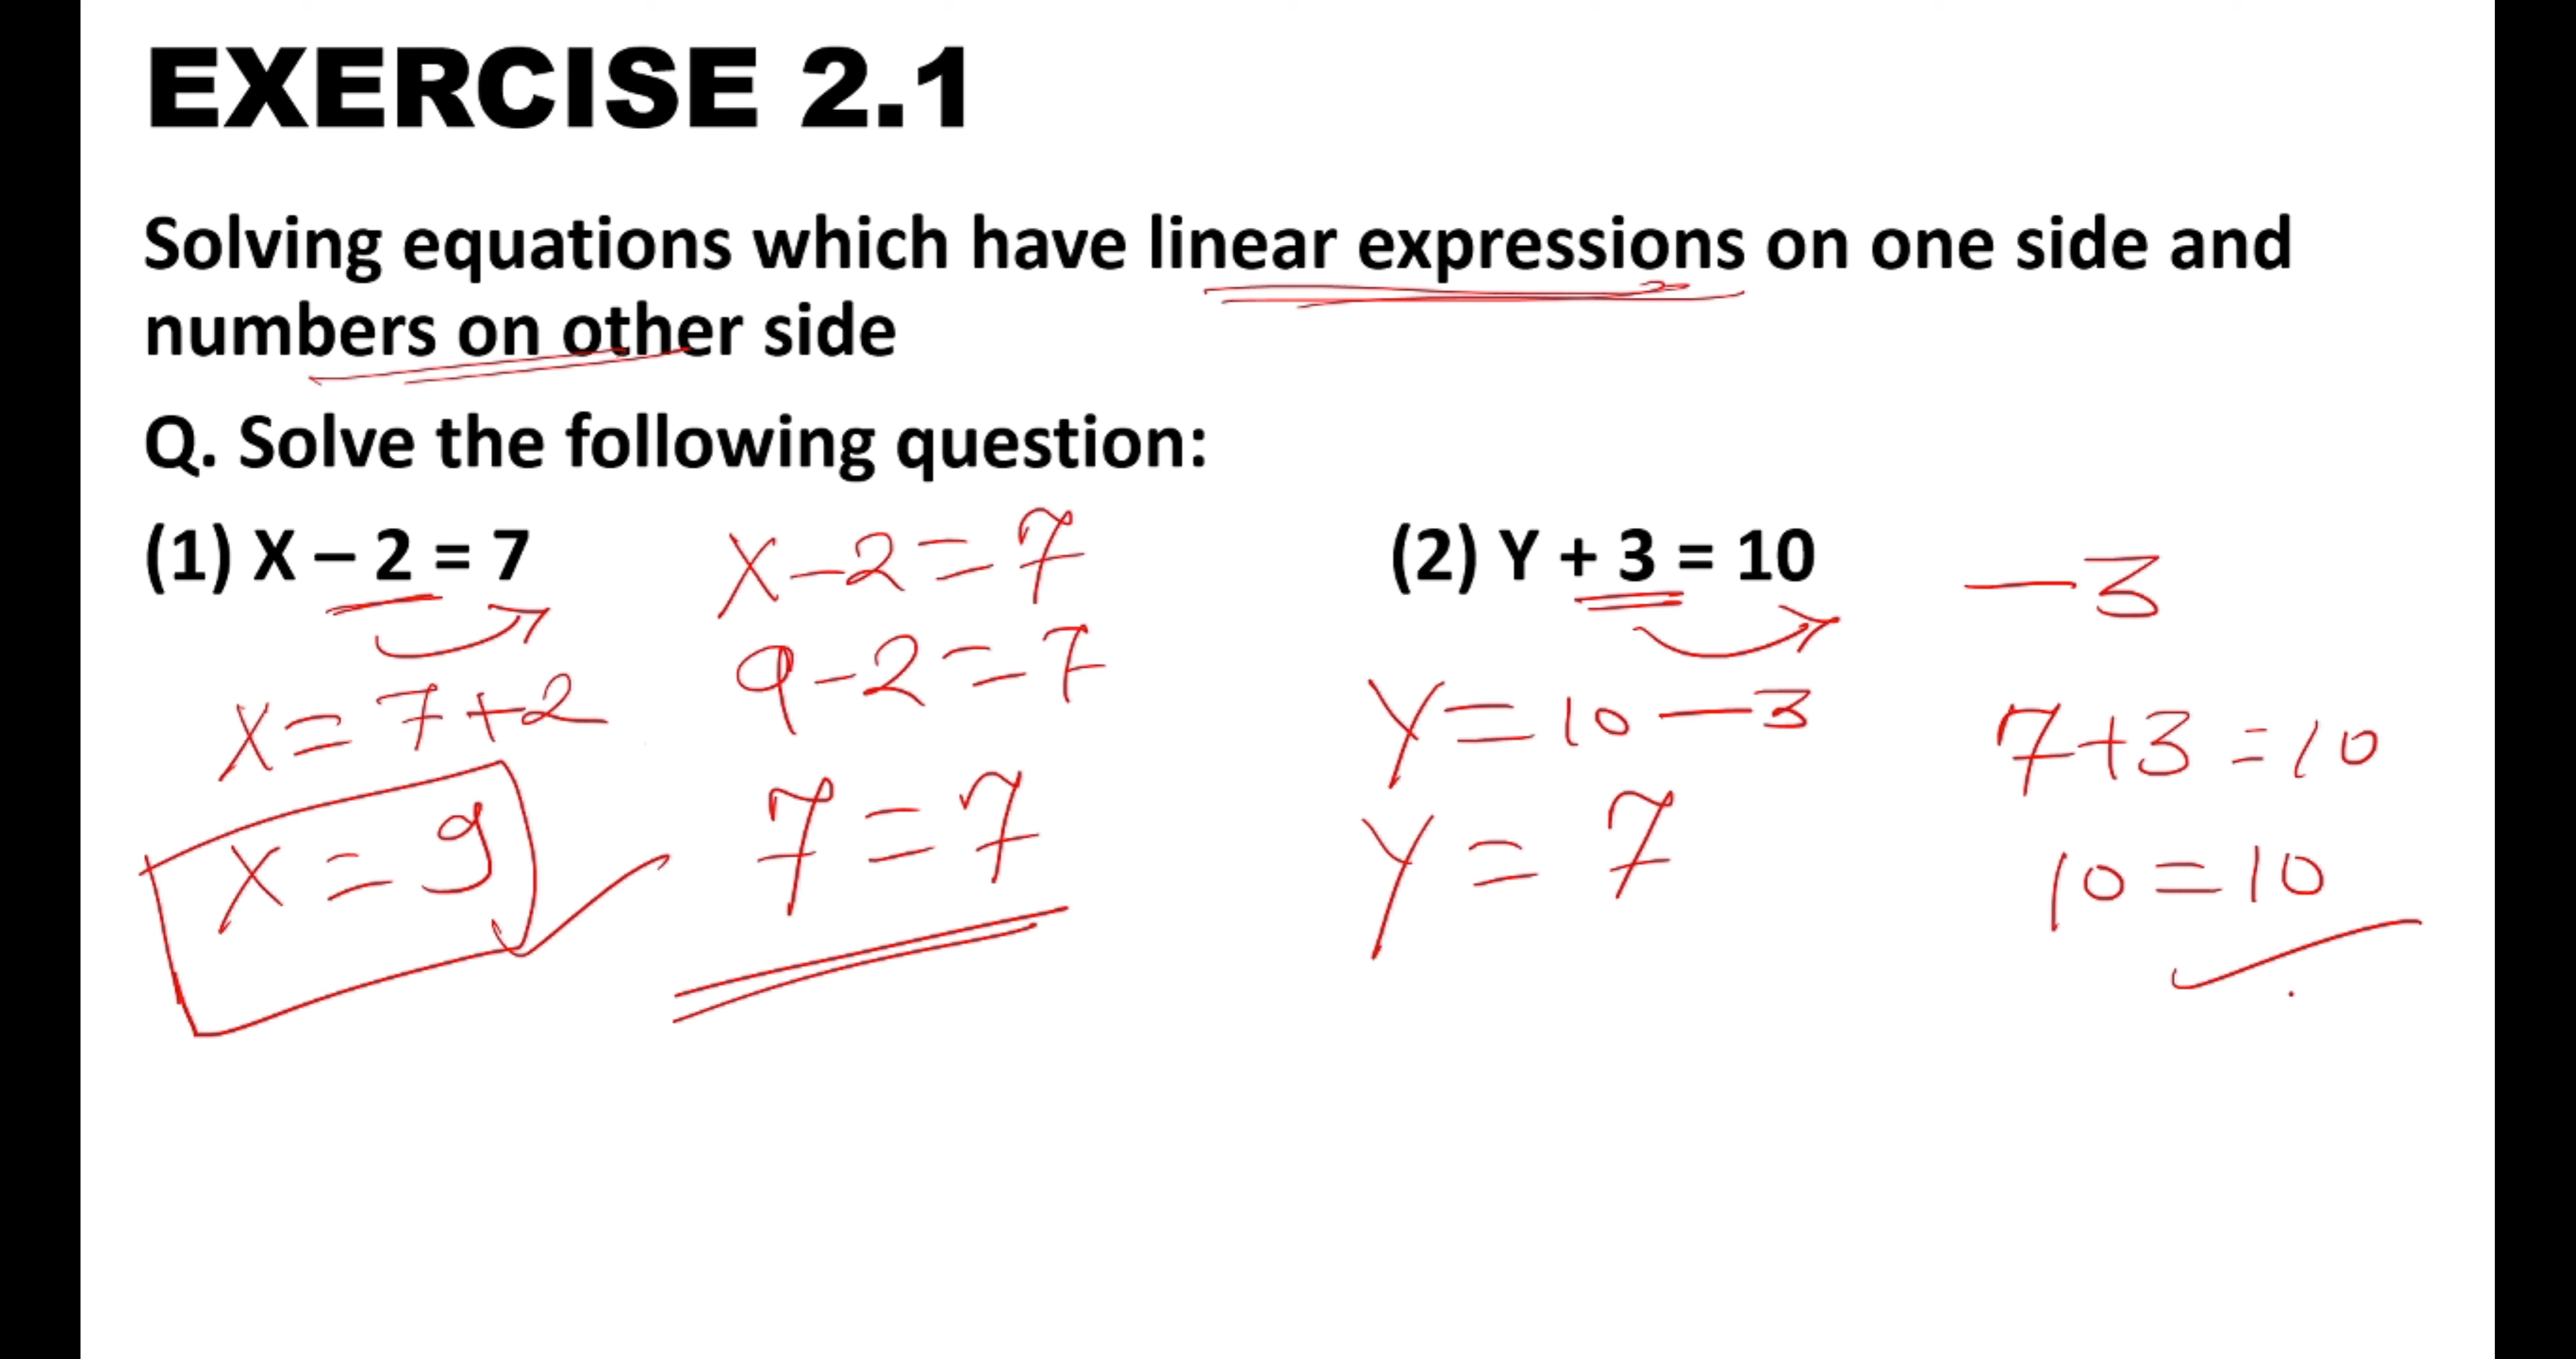 EXERCISE 2.1
Solving equations which have linear expressions on one side and
numbers on other side
Q. Solve the following question:
(1) X – 2 = 7
x = 7 + 2
x = 9
x – 2 = 7
9 – 2 = 7
7 = 7
(2) Y + 3 = 10
– 3
y = 10 – 3
y = 7
7 + 3 = 10
10 = 10